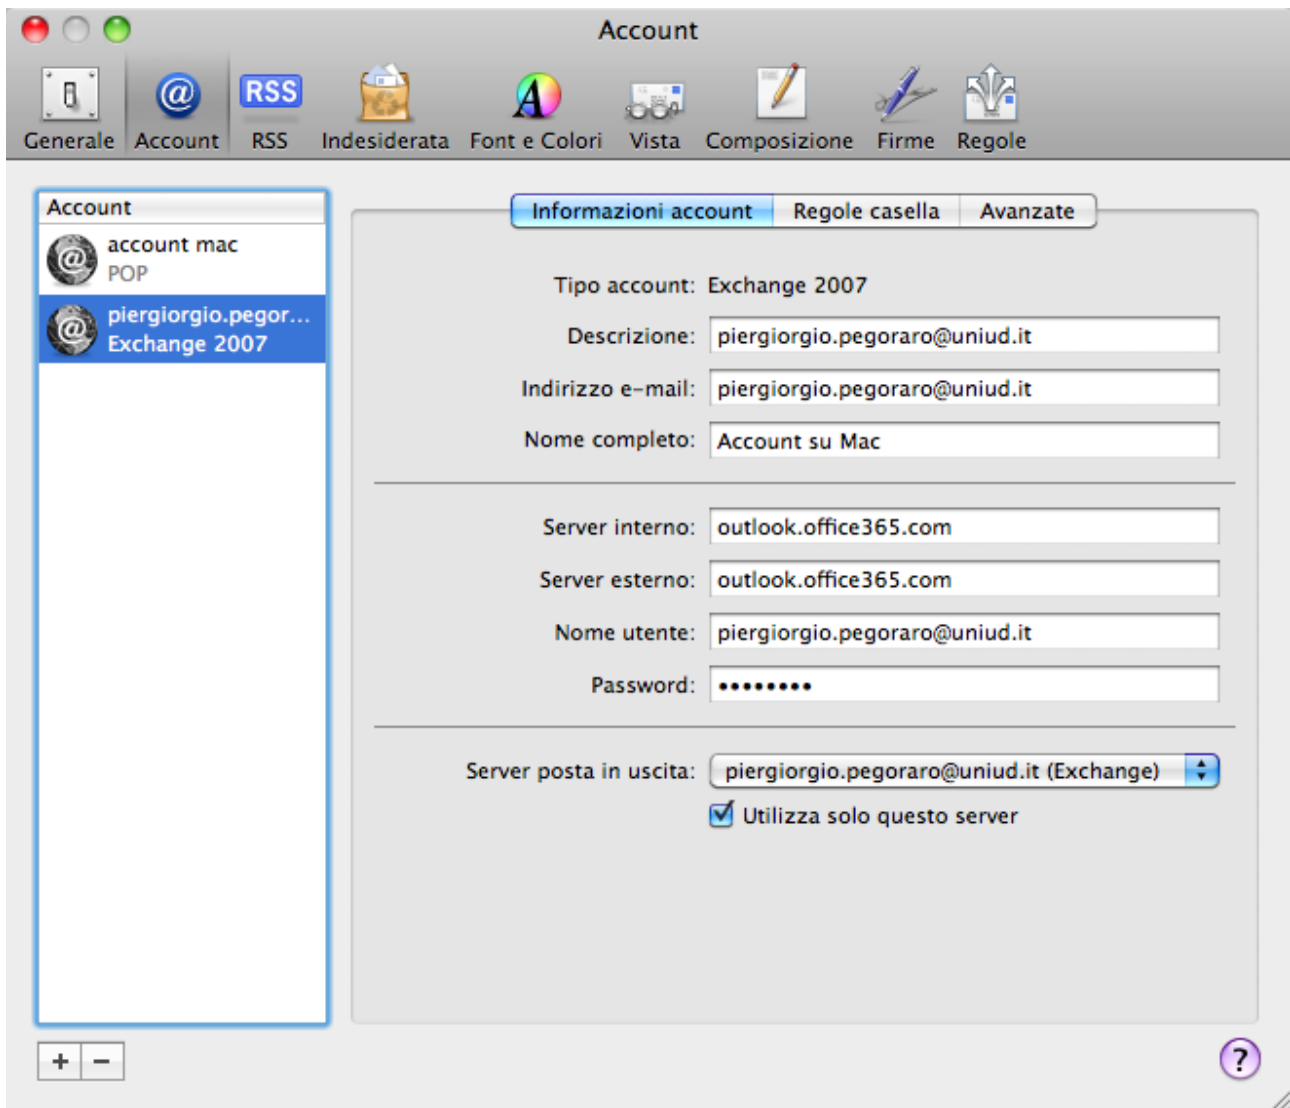 Account
RSS
Generale Account RSS Indesiderata Font e Colori Vista Composizione Firme Regole
Account
account mac
POP
piergiorgio.pegor...
Exchange 2007
Informazioni account Regole casella Avanzate
Tipo account: Exchange 2007
Descrizione: piergiorgio.pegoraro@uniud.it
Indirizzo e-mail: piergiorgio.pegoraro@uniud.it
Nome completo: Account su Mac
Server interno: outlook.office365.com
Server esterno: outlook.office365.com
Nome utente: piergiorgio.pegoraro@uniud.it
Password: ••••••••
Server posta in uscita: piergiorgio.pegoraro@uniud.it (Exchange)
Utilizza solo questo server
+ − ?